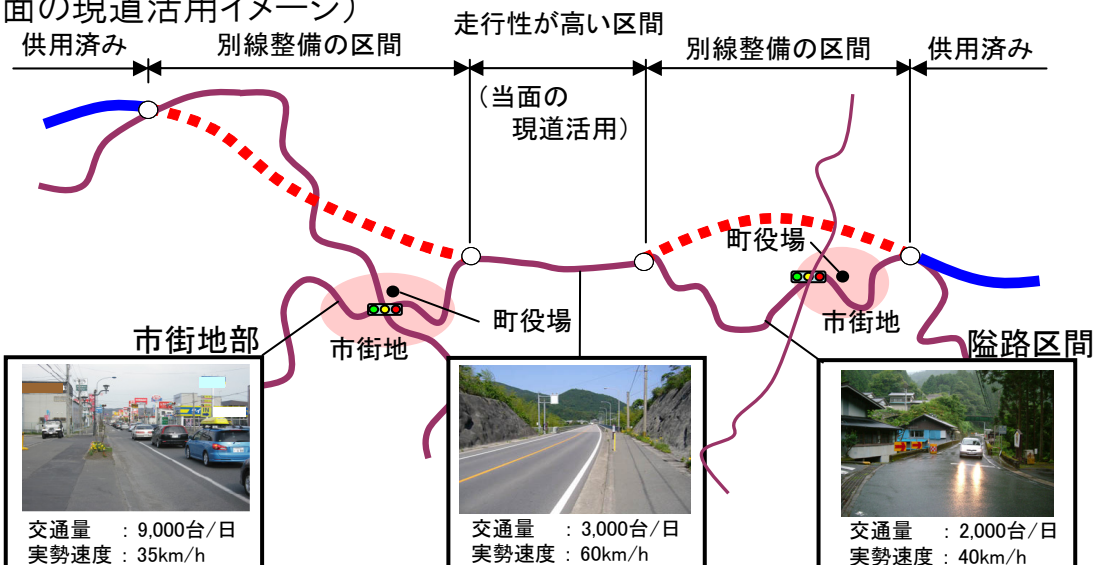 面の現道活用イメージ）
供用済み
別線整備の区間
走行性が高い区間
別線整備の区間
供用済み
（当面の
現道活用）
町役場
町役場
市街地
市街地
市街地部
隘路区間
交通量　：9,000台/日
実勢速度：35km/h
交通量　：3,000台/日
実勢速度：60km/h
交通量　：2,000台/日
実勢速度：40km/h